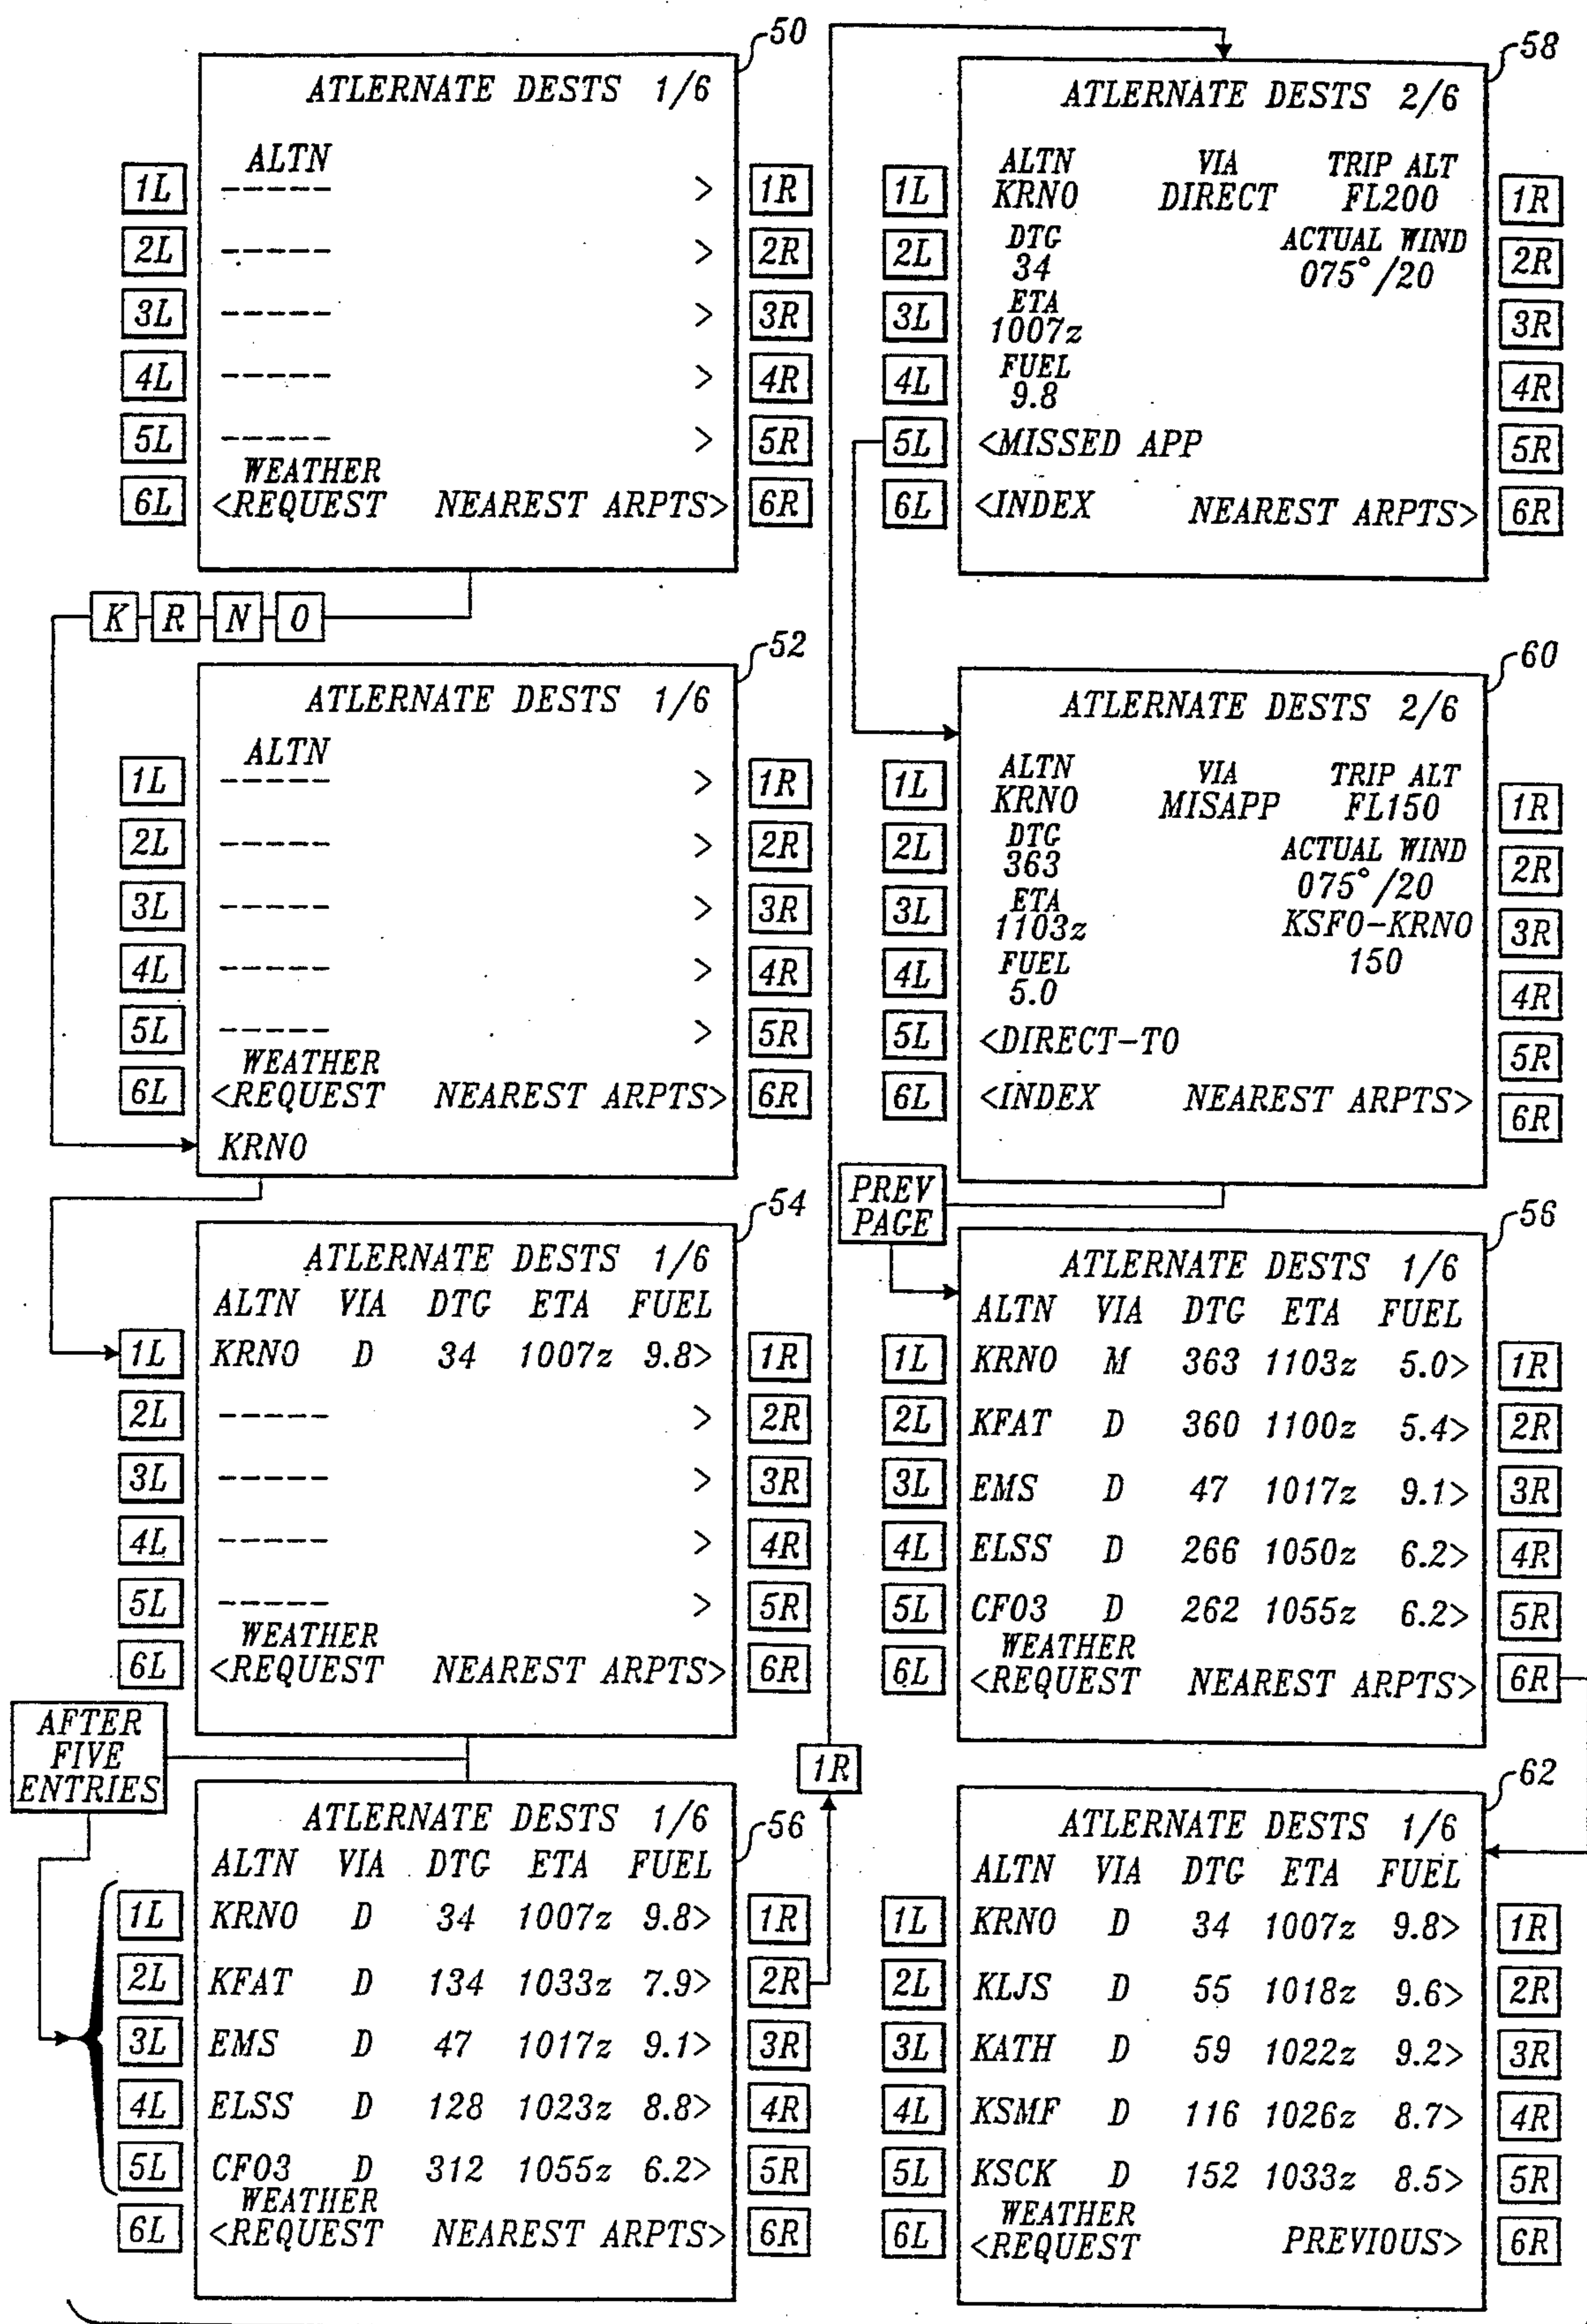 50
ATLERNATE DESTS 1/6
ALTN
1L ----- > 1R
2L ----- > 2R
3L ----- > 3R
4L ----- > 4R
5L ----- > 5R
WEATHER
6L <REQUEST NEAREST ARPTS> 6R
K R N O
52
ATLERNATE DESTS 1/6
ALTN
1L ----- > 1R
2L ----- > 2R
3L ----- > 3R
4L ----- > 4R
5L ----- > 5R
WEATHER
6L <REQUEST NEAREST ARPTS> 6R
KRNO
54
ATLERNATE DESTS 1/6
ALTN VIA DTG ETA FUEL
1L KRNO D 34 1007z 9.8> 1R
2L ----- > 2R
3L ----- > 3R
4L ----- > 4R
5L ----- > 5R
WEATHER
6L <REQUEST NEAREST ARPTS> 6R
AFTER
FIVE
ENTRIES
56
ATLERNATE DESTS 1/6
ALTN VIA DTG ETA FUEL
1L KRNO D 34 1007z 9.8> 1R
2L KFAT D 134 1033z 7.9> 2R
3L EMS D 47 1017z 9.1> 3R
4L ELSS D 128 1023z 8.8> 4R
5L CF03 D 312 1055z 6.2> 5R
WEATHER
6L <REQUEST NEAREST ARPTS> 6R
1R
58
ATLERNATE DESTS 2/6
ALTN VIA TRIP ALT
1L KRNO DIRECT FL200 1R
DTG ACTUAL WIND
2L 34 075°/20 2R
ETA
3L 1007z 3R
FUEL
4L 9.8 4R
5L <MISSED APP 5R
6L <INDEX NEAREST ARPTS> 6R
60
ATLERNATE DESTS 2/6
ALTN VIA TRIP ALT
1L KRNO MISAPP FL150 1R
DTG ACTUAL WIND
2L 363 075°/20 2R
ETA
3L 1103z KSFO-KRNO 3R
FUEL 150
4L 5.0 4R
5L <DIRECT-TO 5R
6L <INDEX NEAREST ARPTS> 6R
PREV
PAGE
56
ATLERNATE DESTS 1/6
ALTN VIA DTG ETA FUEL
1L KRNO M 363 1103z 5.0> 1R
2L KFAT D 360 1100z 5.4> 2R
3L EMS D 47 1017z 9.1> 3R
4L ELSS D 266 1050z 6.2> 4R
5L CF03 D 262 1055z 6.2> 5R
WEATHER
6L <REQUEST NEAREST ARPTS> 6R
62
ATLERNATE DESTS 1/6
ALTN VIA DTG ETA FUEL
1L KRNO D 34 1007z 9.8> 1R
2L KLJS D 55 1018z 9.6> 2R
3L KATH D 59 1022z 9.2> 3R
4L KSMF D 116 1026z 8.7> 4R
5L KSCK D 152 1033z 8.5> 5R
WEATHER
6L <REQUEST PREVIOUS> 6R